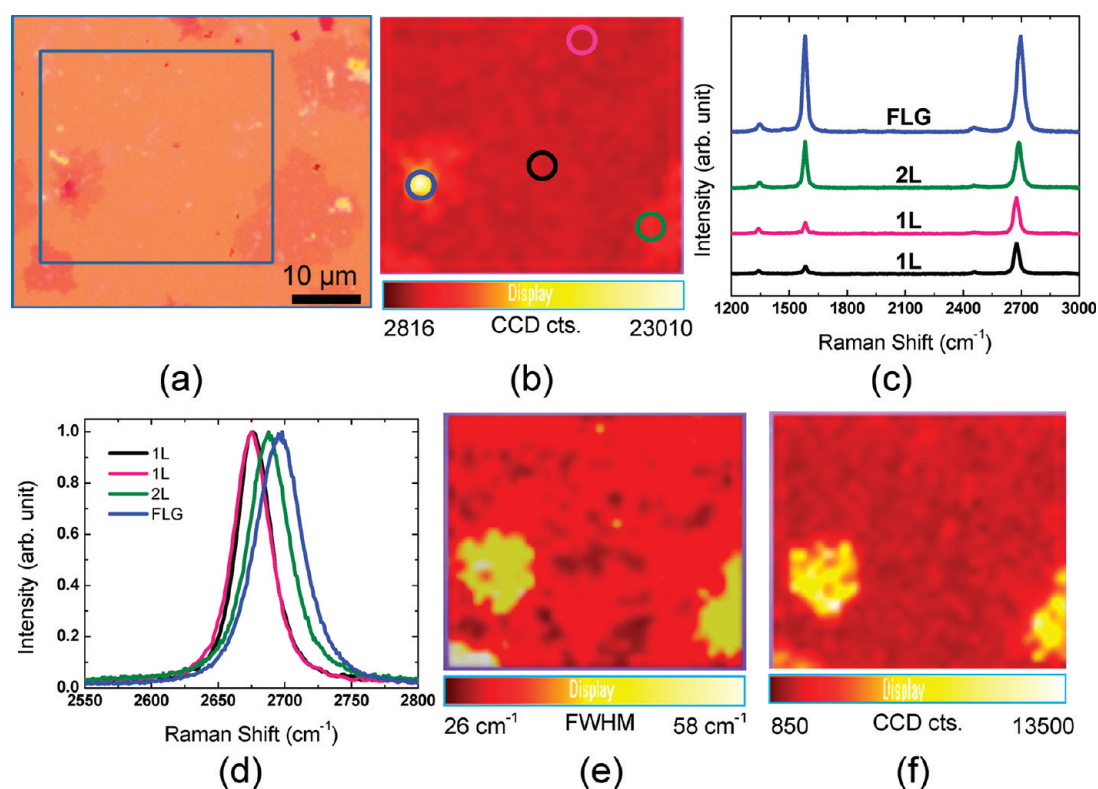 10 µm
(a)
Display
2816 CCD cts. 23010
(b)
Intensity (arb. unit)
FLG
2L
1L
1L
1200 1500 1800 2100 2400 2700 3000
Raman Shift (cm⁻¹)
(c)
Intensity (arb. unit)
1.0
0.8
0.6
0.4
0.2
0.0
1L
1L
2L
FLG
2550 2600 2650 2700 2750 2800
Raman Shift (cm⁻¹)
(d)
Display
26 cm⁻¹ FWHM 58 cm⁻¹
(e)
Display
850 CCD cts. 13500
(f)